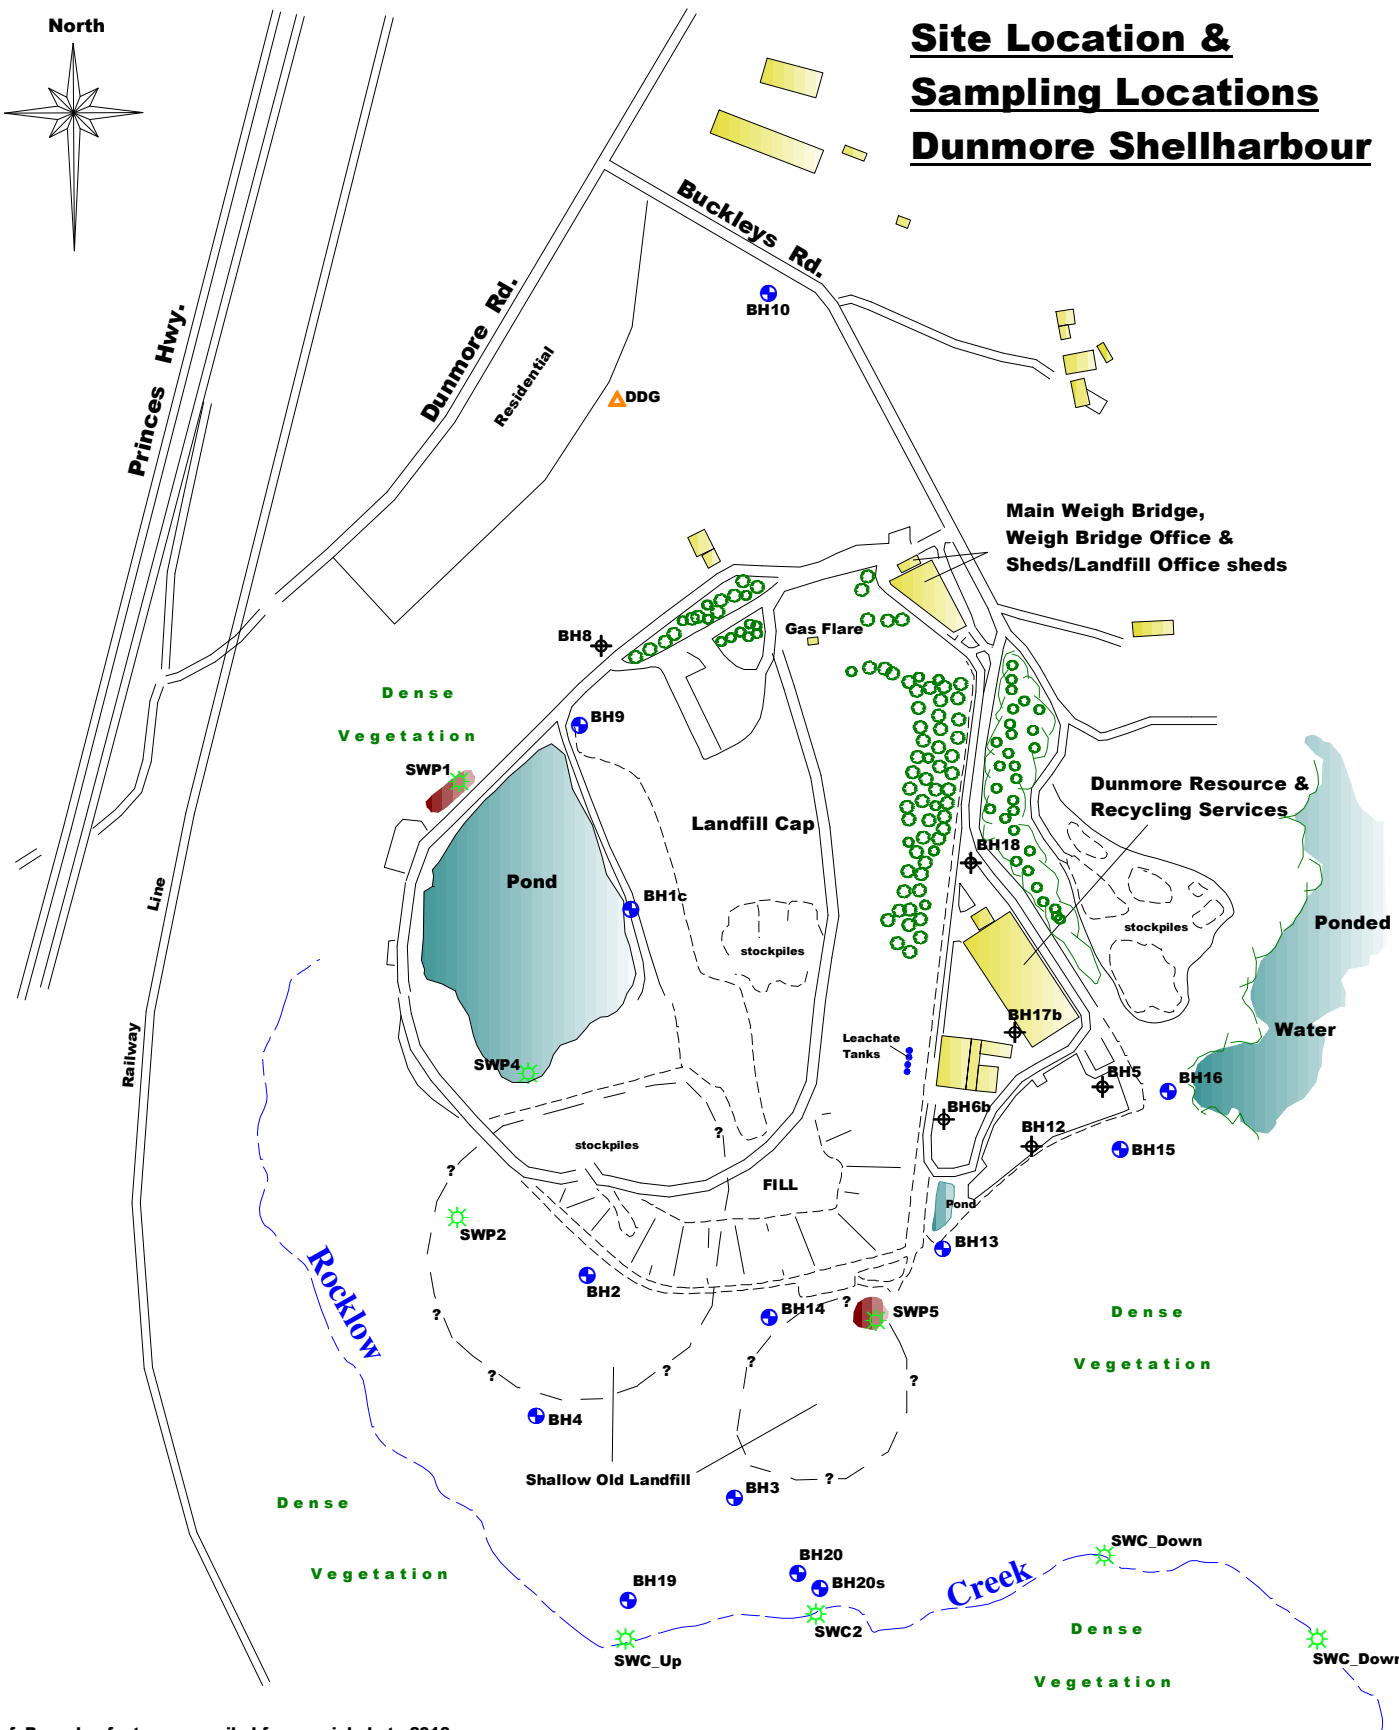 North
Site Location &
Sampling Locations
Dunmore Shellharbour
Buckleys Rd.
BH10
Princes Hwy.
Dunmore Rd.
Residential
DDG
Main Weigh Bridge,
Weigh Bridge Office &
Sheds/Landfill Office sheds
Gas Flare
BH8
Dense
Vegetation
BH9
SWP1
Dunmore Resource &
Recycling Services
Landfill Cap
BH18
Pond
BH1c
Line
stockpiles
stockpiles
Ponded
Water
BH17b
Leachate
Tanks
Railway
SWP4
BH5
BH16
BH6b
BH12
BH15
?
stockpiles
?
FILL
Pond
SWP2
BH13
Rocklow
BH2
BH14
?
SWP5
?
Dense
Vegetation
?
?
?
?
BH4
Shallow Old Landfill
?
BH3
Dense
Vegetation
SWC_Down
BH20
BH20s
BH19
Creek
SWC2
SWC_Up
Dense
Vegetation
SWC_Down